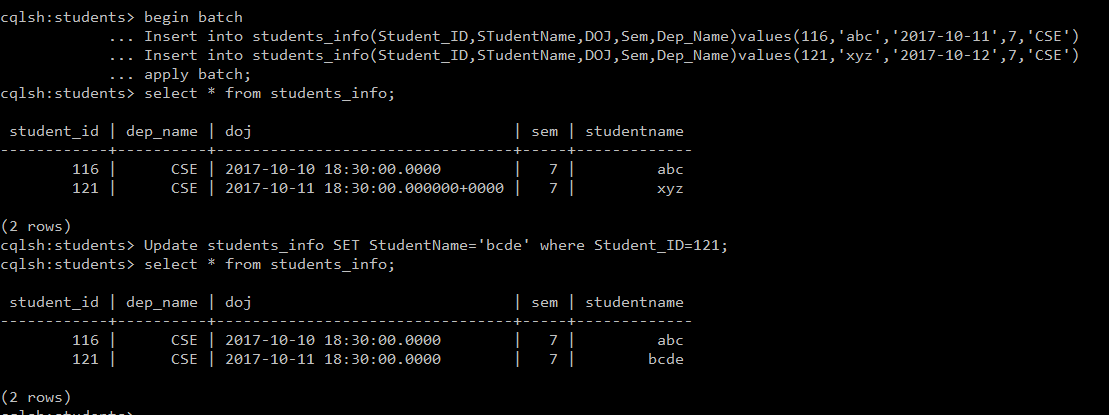 cqlsh:students> begin batch
            ... Insert into students_info(Student_ID,STudentName,DOJ,Sem,Dep_Name)values(116,'abc','2017-10-11',7,'CSE')
            ... Insert into students_info(Student_ID,STudentName,DOJ,Sem,Dep_Name)values(121,'xyz','2017-10-12',7,'CSE')
            ... apply batch;
cqlsh:students> select * from students_info;
 student_id | dep_name | doj                             | sem | studentname
------------+----------+---------------------------------+-----+-------------
        116 |      CSE | 2017-10-10 18:30:00.0000        |   7 |         abc
        121 |      CSE | 2017-10-11 18:30:00.000000+0000 |   7 |         xyz
(2 rows)
cqlsh:students> Update students_info SET StudentName='bcde' where Student_ID=121;
cqlsh:students> select * from students_info;
 student_id | dep_name | doj                             | sem | studentname
------------+----------+---------------------------------+-----+-------------
        116 |      CSE | 2017-10-10 18:30:00.0000        |   7 |         abc
        121 |      CSE | 2017-10-11 18:30:00.0000        |   7 |        bcde
(2 rows)
cqlsh:students>